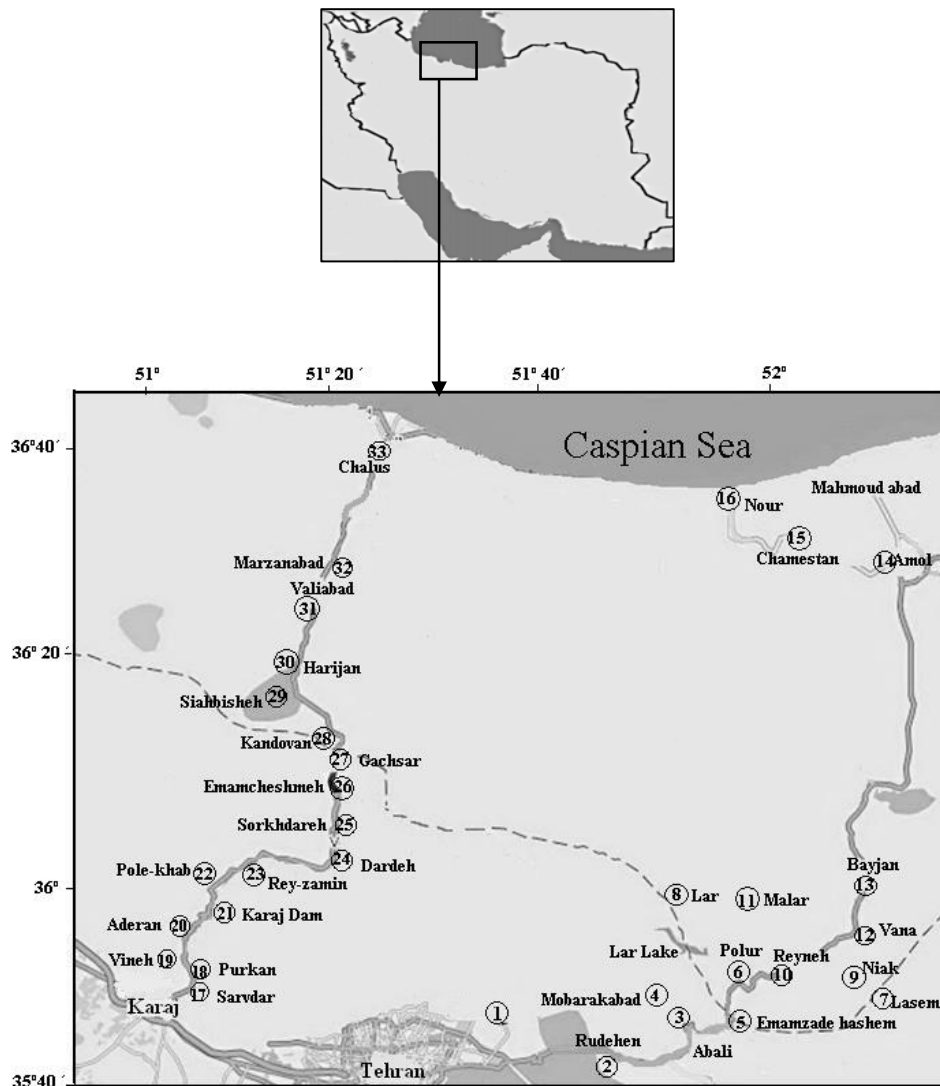 51° 51° 20´ 51° 40´ 52°
36°40´
Caspian Sea
33
Chalus
16
Nour
Mahmoud abad
15
Chamestan
14 Amol
Marzanabad 32
Valiabad
31
36°20´
30 Harijan
Siahbisheh 29
Kandovan 28
27 Gachsar
Emamcheshmeh 26
Sorkhdareh 25
24 Dardeh
Pole-khab 22
23
Rey-zamin
36°
Bayjan
13
8 Lar
11 Malar
21 Karaj Dam
Aderan 20
12 Vana
Lar Lake
Vineh 19
18 Purkan
Polur
6
Reyneh
10
Niak
9
17 Sarvdar
Karaj
Mobarakabad 4
7 Lasem
1
3
5 Emamzade hashem
Abali
Rudehen
2
Tehran
35°40´